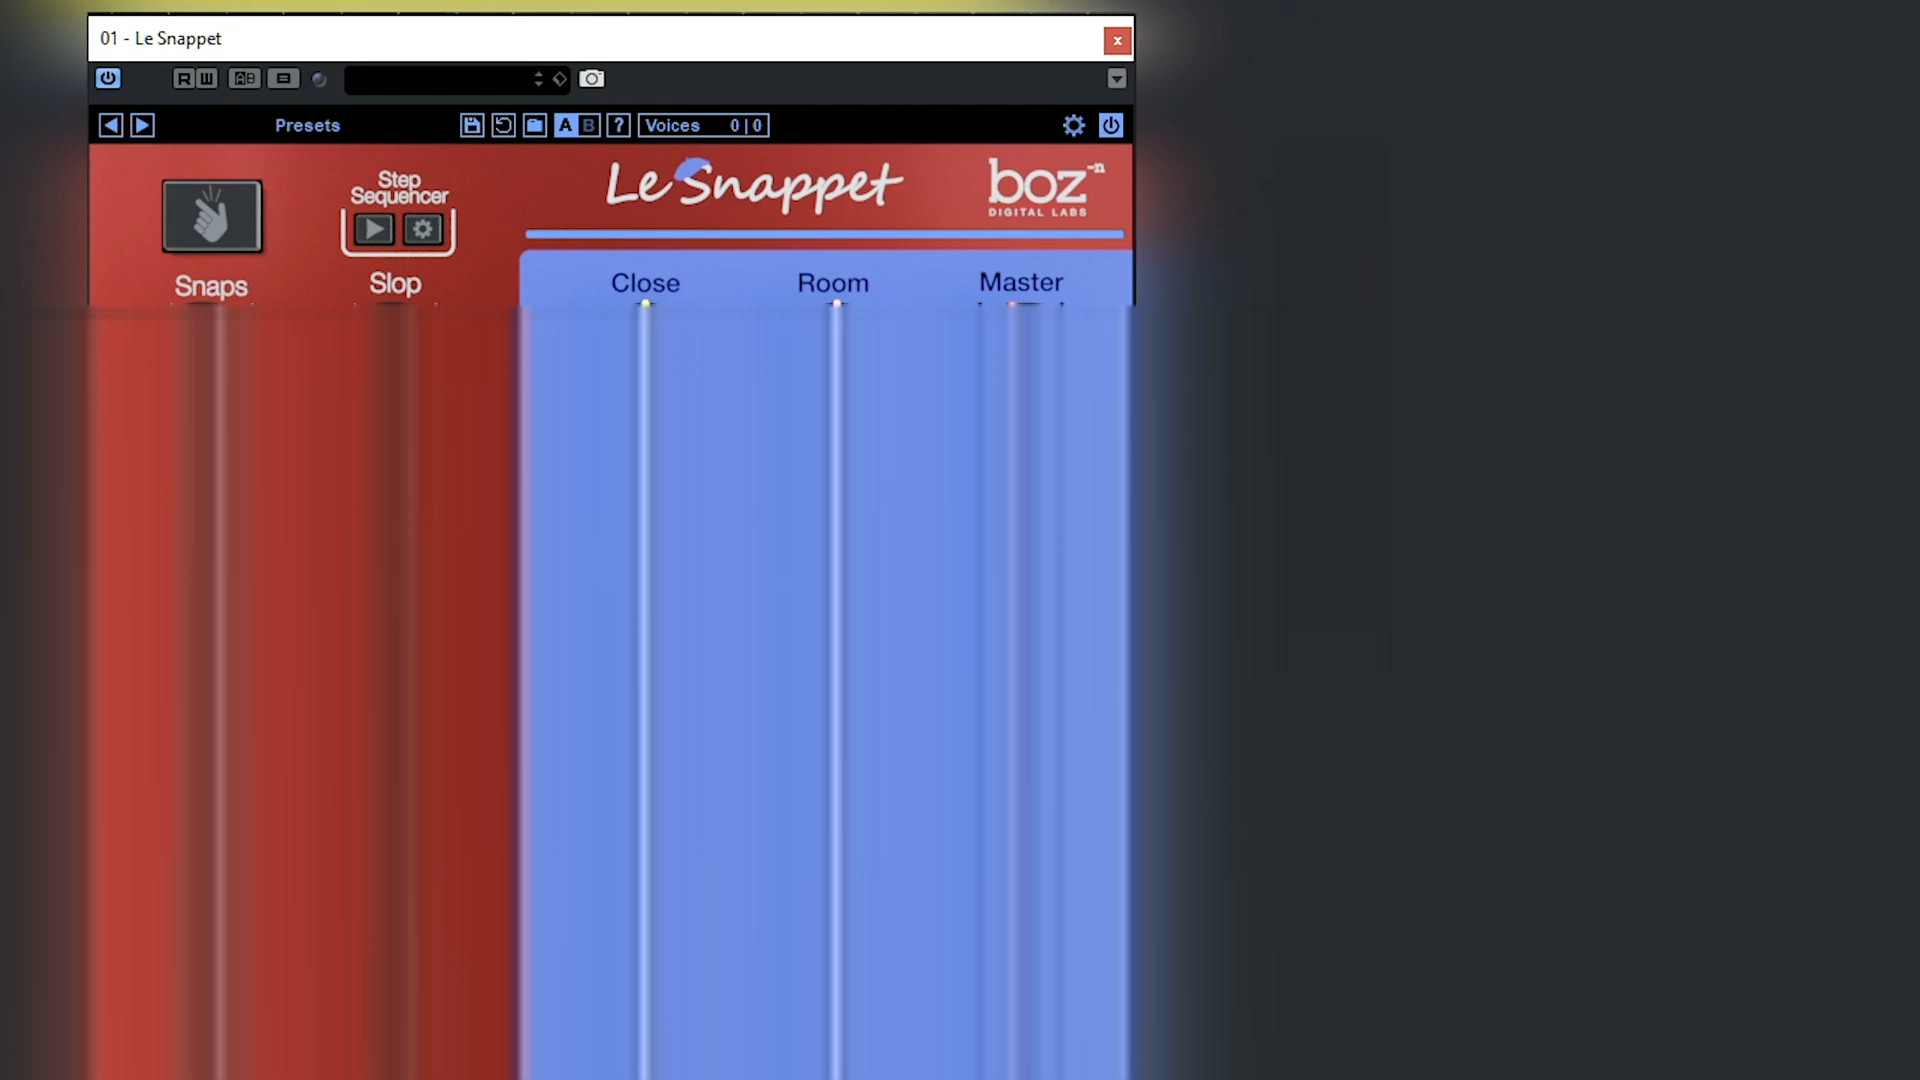 01 - Le Snappet
x
R W A B
Presets
A B ? Voices 0|0
Step
Sequencer
Le Snappet
boz
DIGITAL LABS
Snaps
Slop
Close
Room
Master